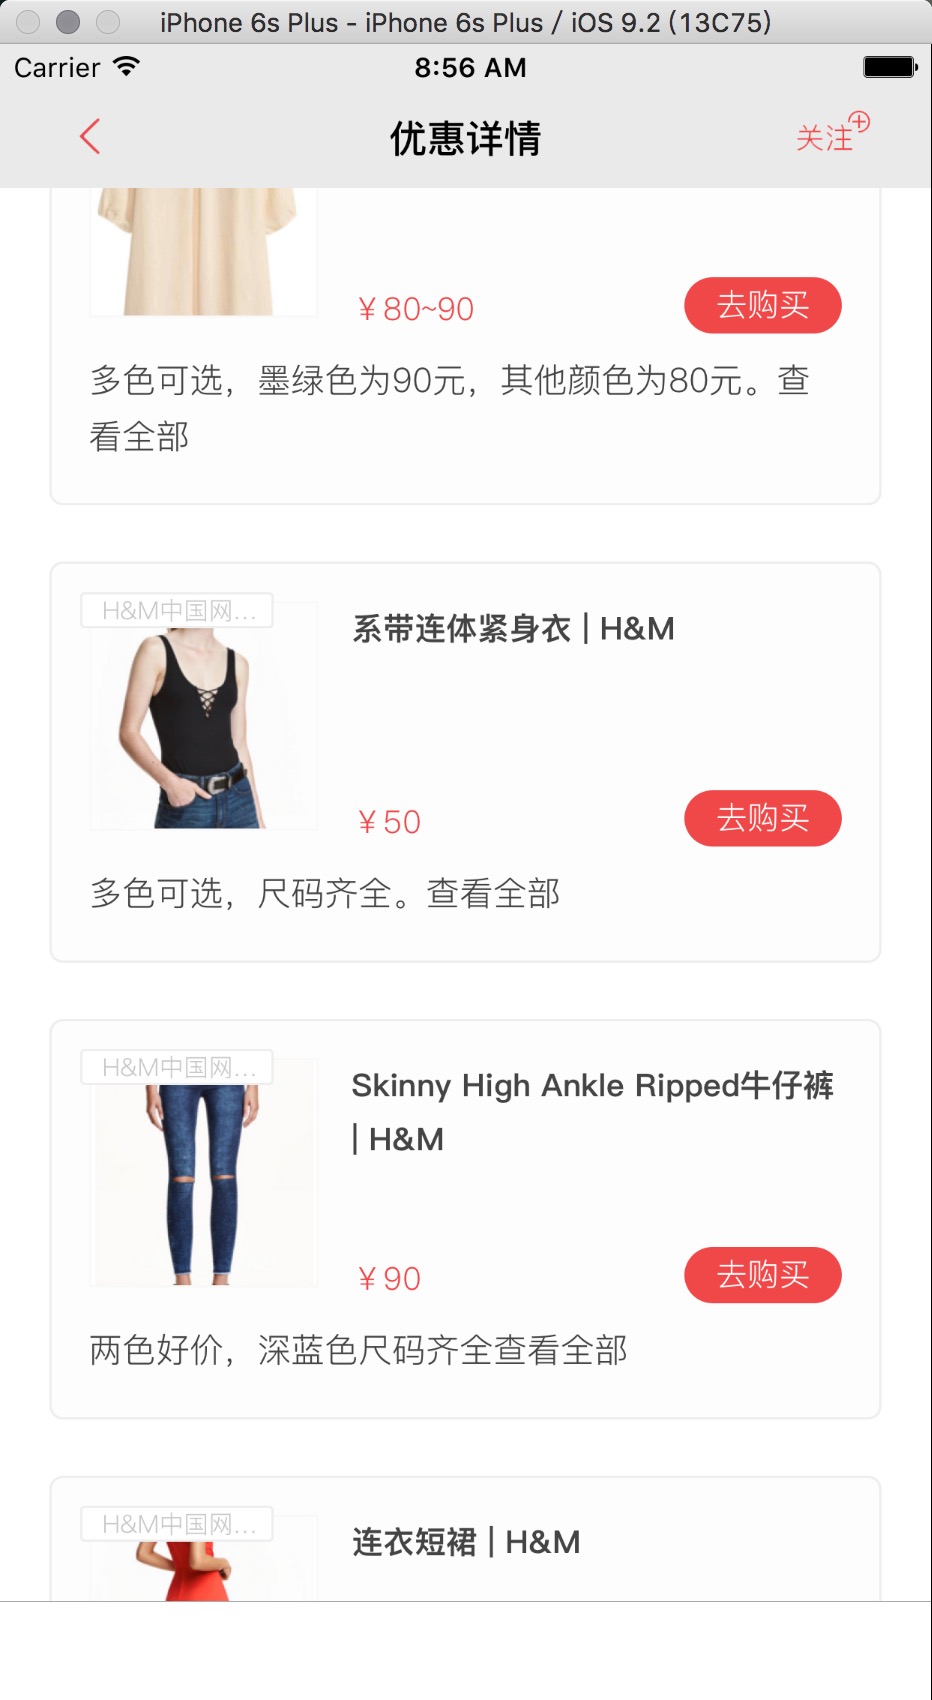 iPhone 6s Plus - iPhone 6s Plus / iOS 9.2 (13C75)
Carrier 8:56 AM
优惠详情 关注
¥80~90 去购买
多色可选，墨绿色为90元，其他颜色为80元。查
看全部
H&M中国网...
系带连体紧身衣 | H&M
¥50 去购买
多色可选，尺码齐全。查看全部
H&M中国网...
Skinny High Ankle Ripped牛仔裤
| H&M
¥90 去购买
两色好价，深蓝色尺码齐全查看全部
H&M中国网...
连衣短裙 | H&M